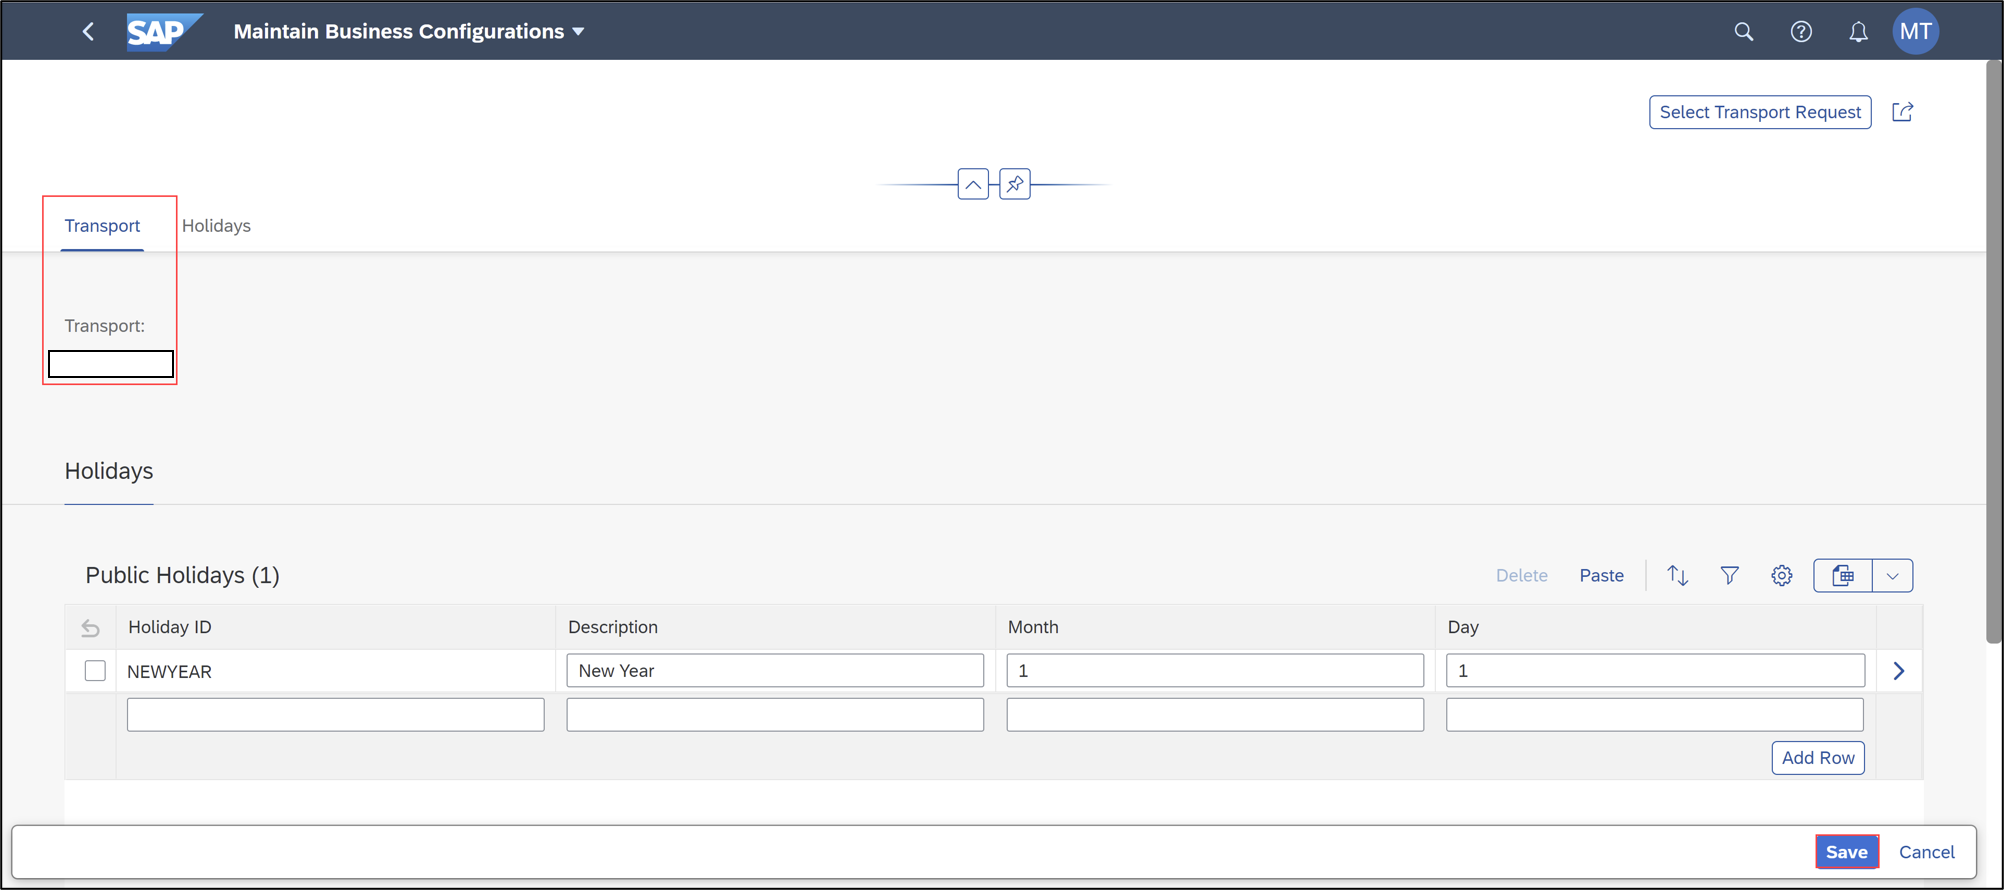 SAP Maintain Business Configurations MT
Select Transport Request
Transport Holidays
Transport:
Holidays
Public Holidays (1) Delete Paste
Holiday ID Description Month Day
NEWYEAR New Year 1 1
Add Row
Save Cancel